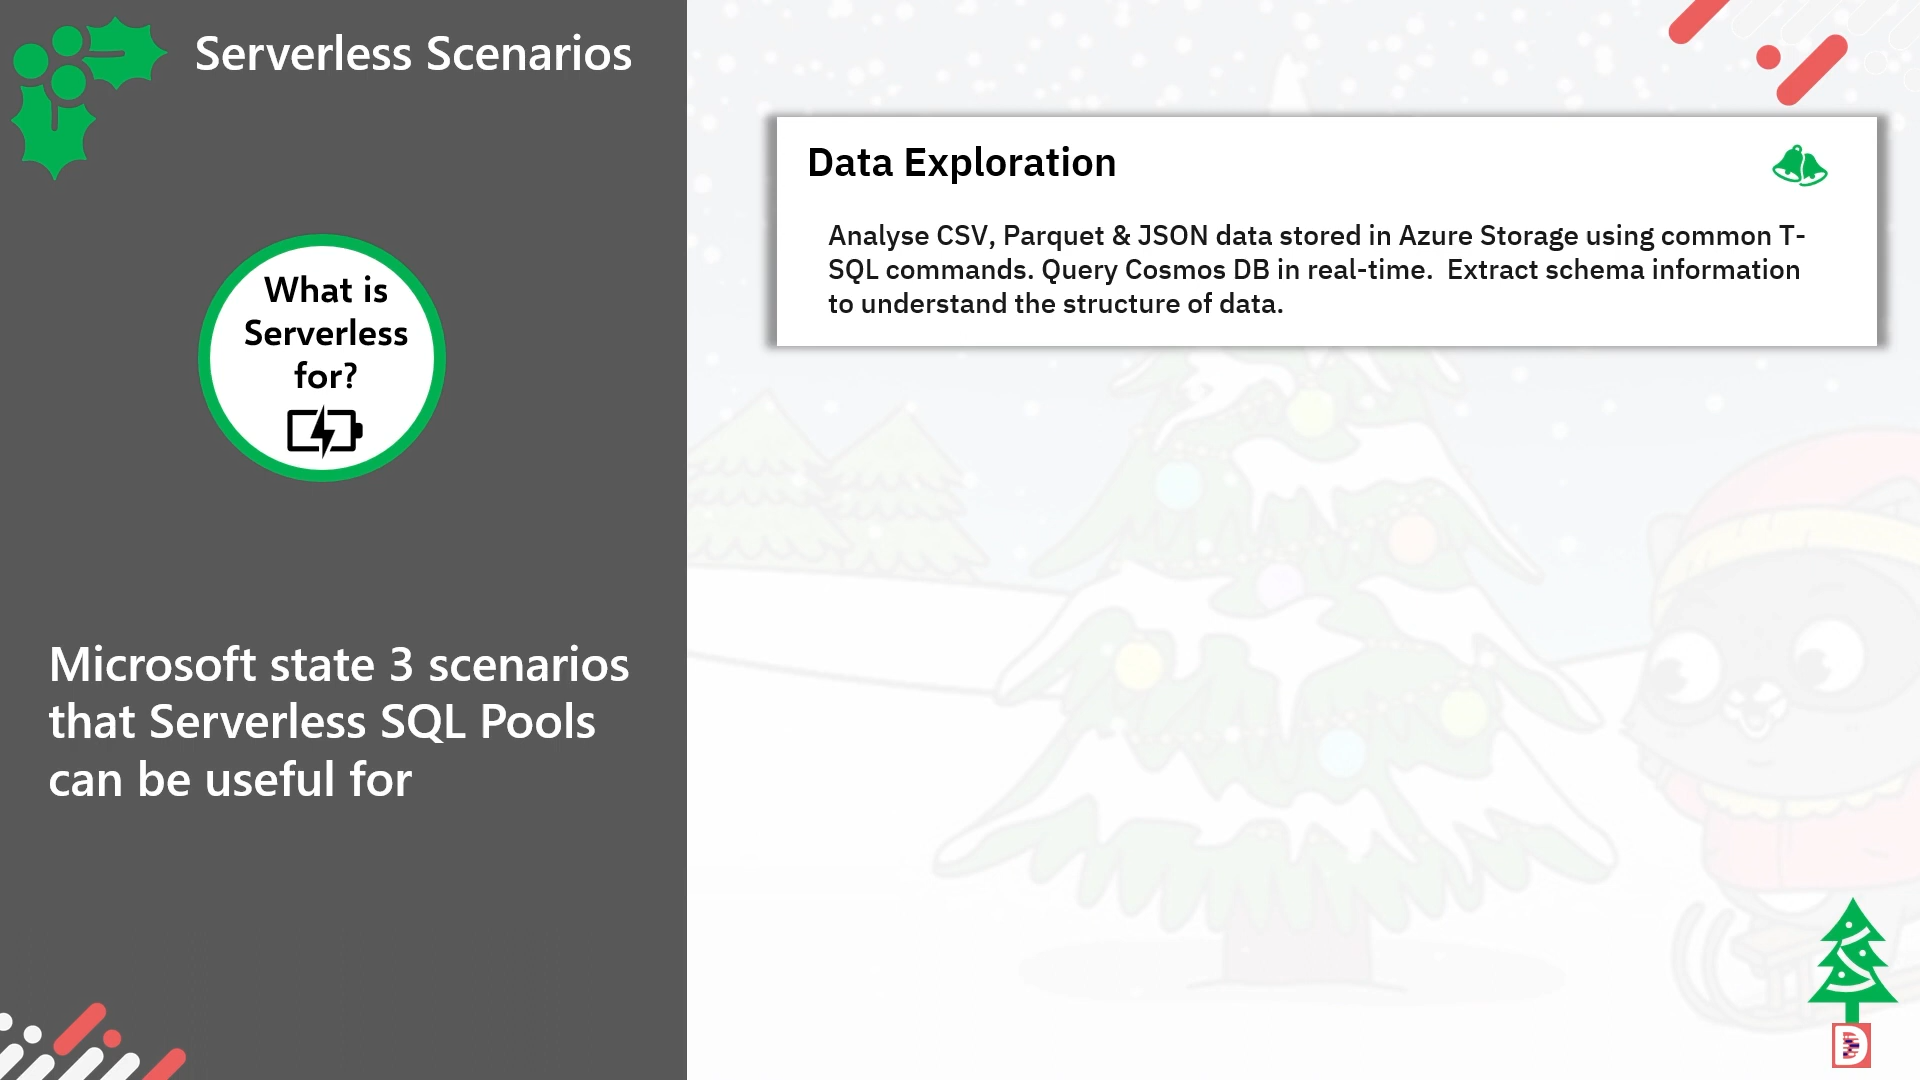 Serverless Scenarios
What is
Serverless
for?
Microsoft state 3 scenarios
that Serverless SQL Pools
can be useful for
Data Exploration
Analyse CSV, Parquet & JSON data stored in Azure Storage using common T-
SQL commands. Query Cosmos DB in real-time.  Extract schema information
to understand the structure of data.
D